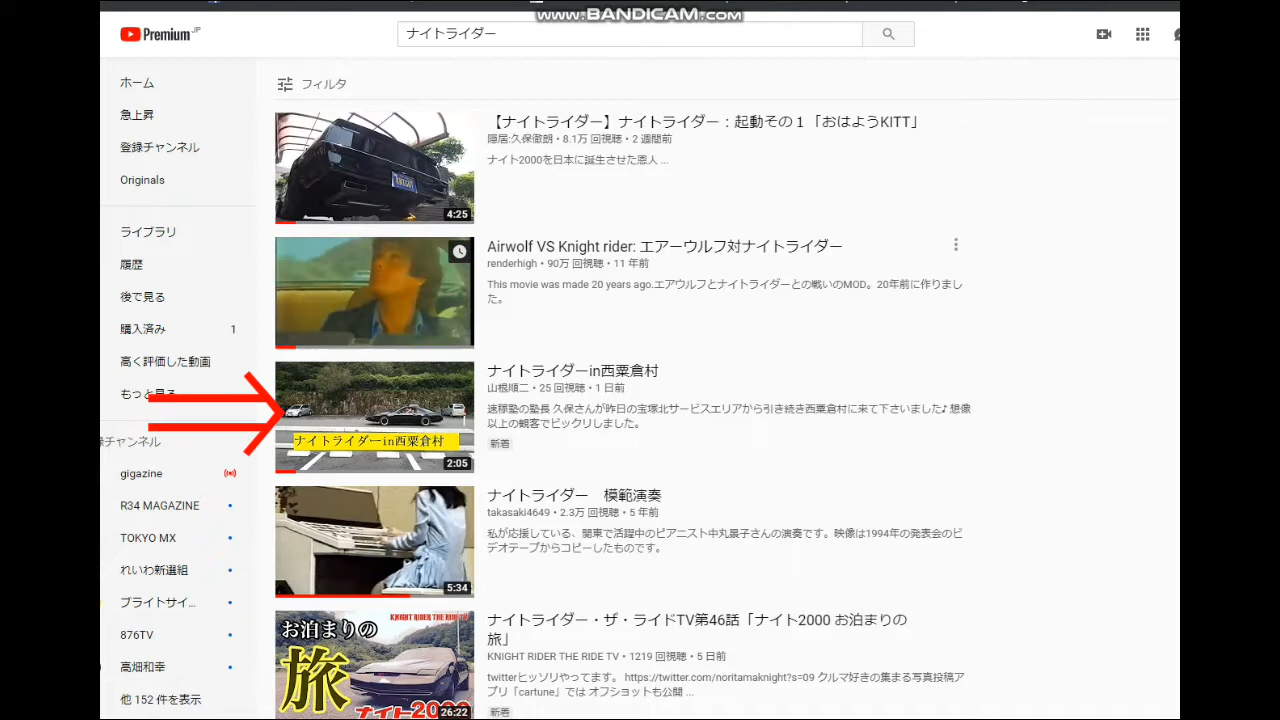 www.BANDICAM.com
Premium JP
ナイトライダー
ホーム
急上昇
登録チャンネル
Originals
ライブラリ
履歴
後で見る
購入済み 1
高く評価した動画
もっと見る
録チャンネル
gigazine
R34 MAGAZINE
TOKYO MX
れいわ新選組
ブライトサイ...
876TV
高畑和幸
他 152 件を表示
フィルタ
【ナイトライダー】ナイトライダー：起動その１「おはようKITT」
隠居:久保徹朗 • 8.1万 回視聴 • 2 週間前
ナイト2000を日本に誕生させた恩人 ...
KNIGHT
4:25
Airwolf VS Knight rider: エアーウルフ対ナイトライダー
renderhigh • 90万 回視聴 • 11 年前
This movie was made 20 years ago.エアウルフとナイトライダーとの戦いのMOD。20年前に作りまし
た。
ナイトライダーin西粟倉村
山根順二 • 25 回視聴 • 1 日前
速稼塾の塾長 久保さんが昨日の宝塚北サービスエリアから引き続き西粟倉村に来て下さいました♪ 想像
以上の観客でビックリしました。
新着
ナイトライダーin西粟倉村
2:05
ナイトライダー　模範演奏
takasaki4649 • 2.3万 回視聴 • 5 年前
私が応援している、関東で活躍中のピアニスト中丸景子さんの演奏です。映像は1994年の発表会のビ
デオテープからコピーしたものです。
5:34
ナイトライダー・ザ・ライドTV第46話「ナイト2000 お泊まりの
旅」
KNIGHT RIDER THE RIDE TV • 1219 回視聴 • 5 日前
twitterヒッソリやってます。 https://twitter.com/noritamaknight?s=09 クルマ好きの集まる写真投稿ア
プリ「cartune」では オフショットも公開 ...
新着
KNIGHT RIDER THE RIDE TV
お泊まりの
旅
ナイト2000
26:22